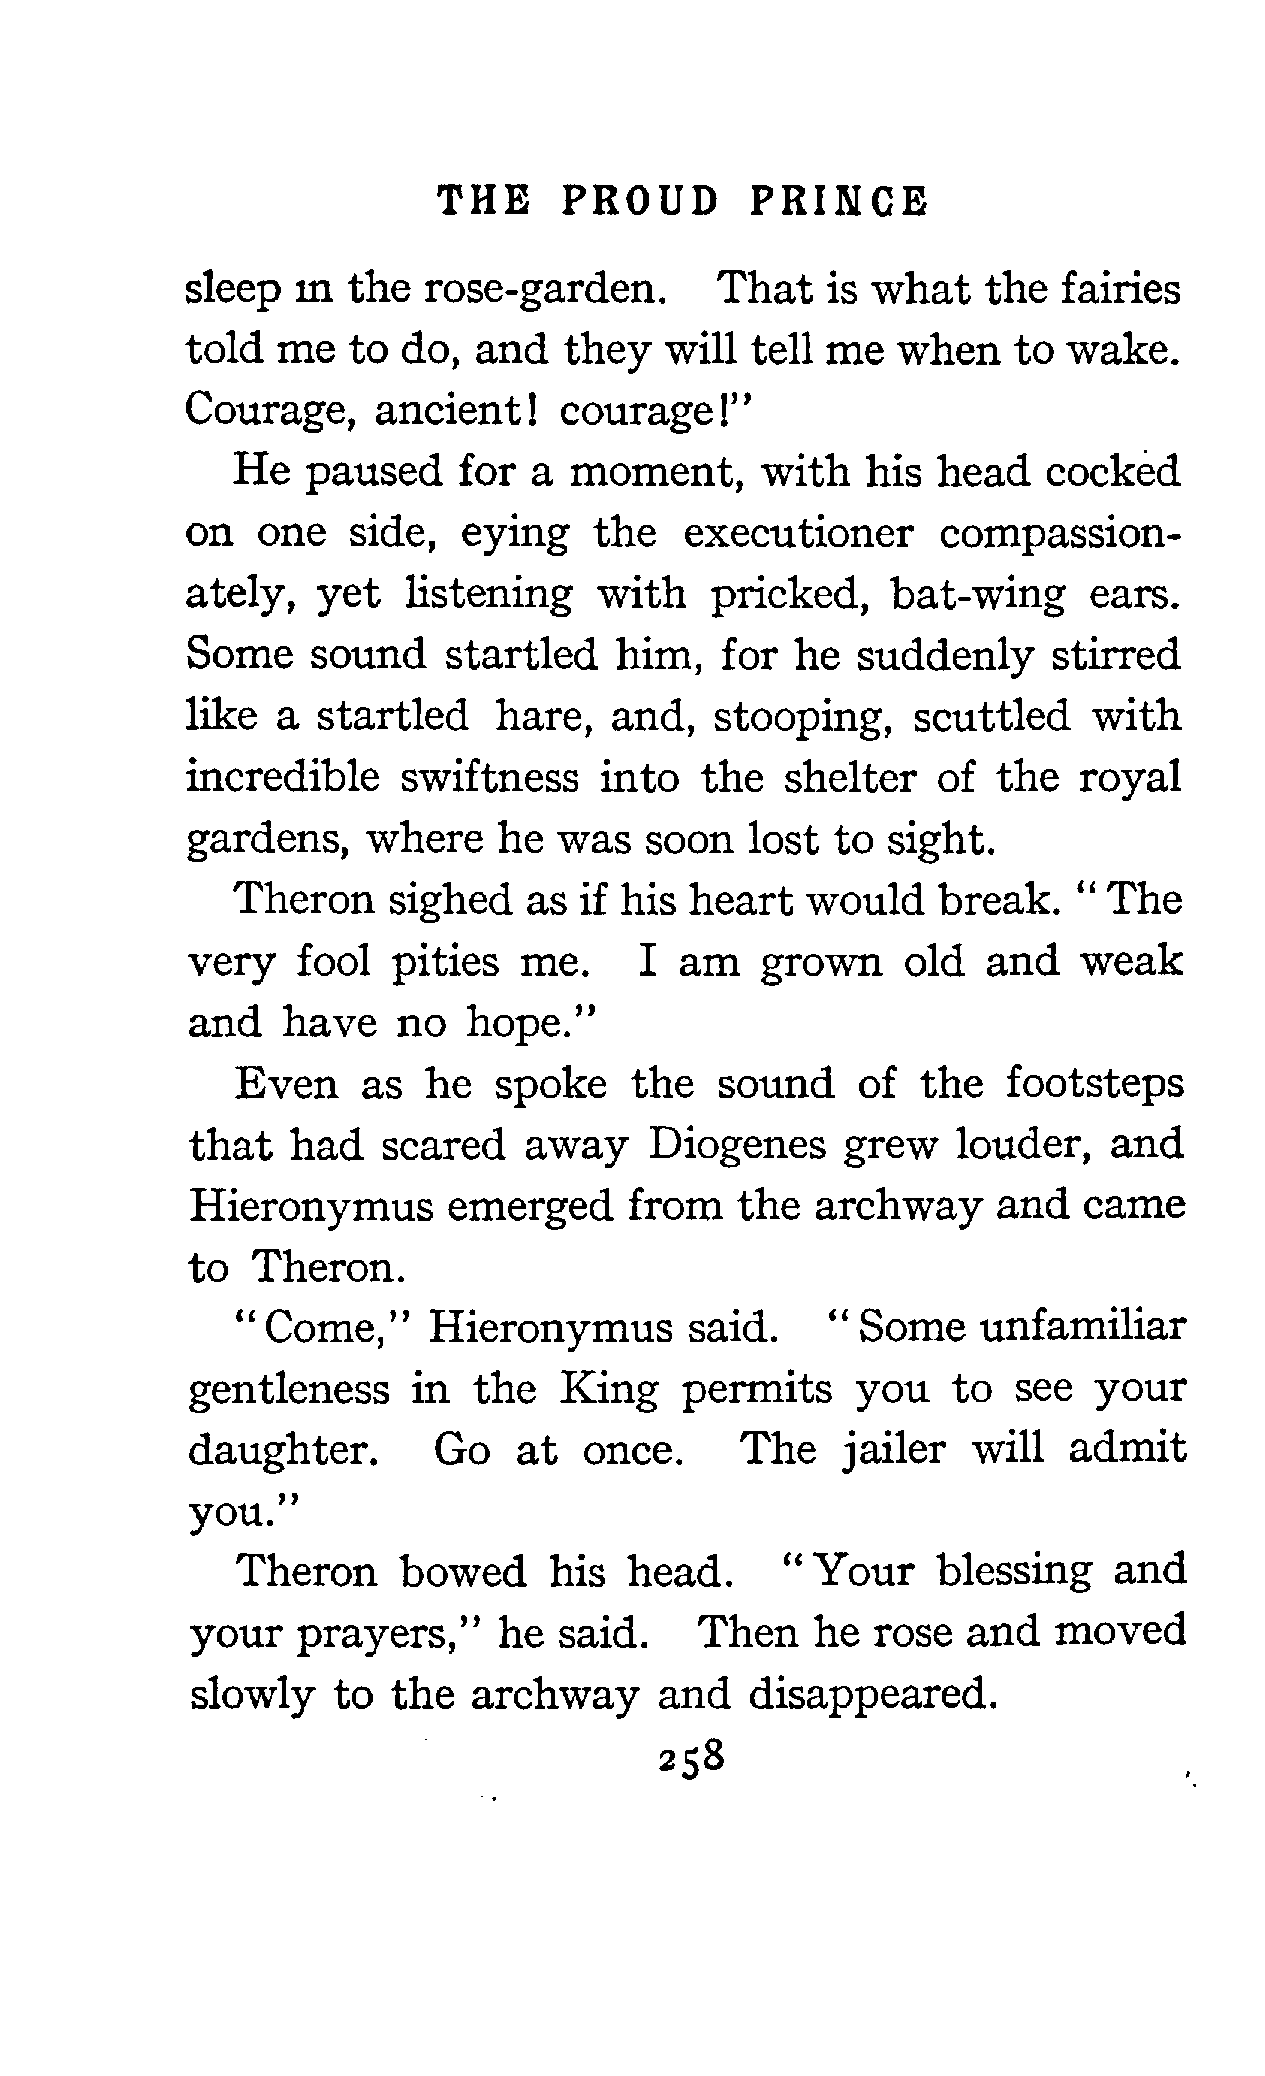 THE PROUD PRINCE
sleep in the rose-garden. That is what the fairies
told me to do, and they will tell me when to wake.
Courage, ancient! courage!"
He paused for a moment, with his head cocked
on one side, eying the executioner compassion-
ately, yet listening with pricked, bat-wing ears.
Some sound startled him, for he suddenly stirred
like a startled hare, and, stooping, scuttled with
incredible swiftness into the shelter of the royal
gardens, where he was soon lost to sight.
Theron sighed as if his heart would break. "The
very fool pities me. I am grown old and weak
and have no hope."
Even as he spoke the sound of the footsteps
that had scared away Diogenes grew louder, and
Hieronymus emerged from the archway and came
to Theron.
"Come," Hieronymus said. "Some unfamiliar
gentleness in the King permits you to see your
daughter. Go at once. The jailer will admit
you."
Theron bowed his head. "Your blessing and
your prayers," he said. Then he rose and moved
slowly to the archway and disappeared.
258